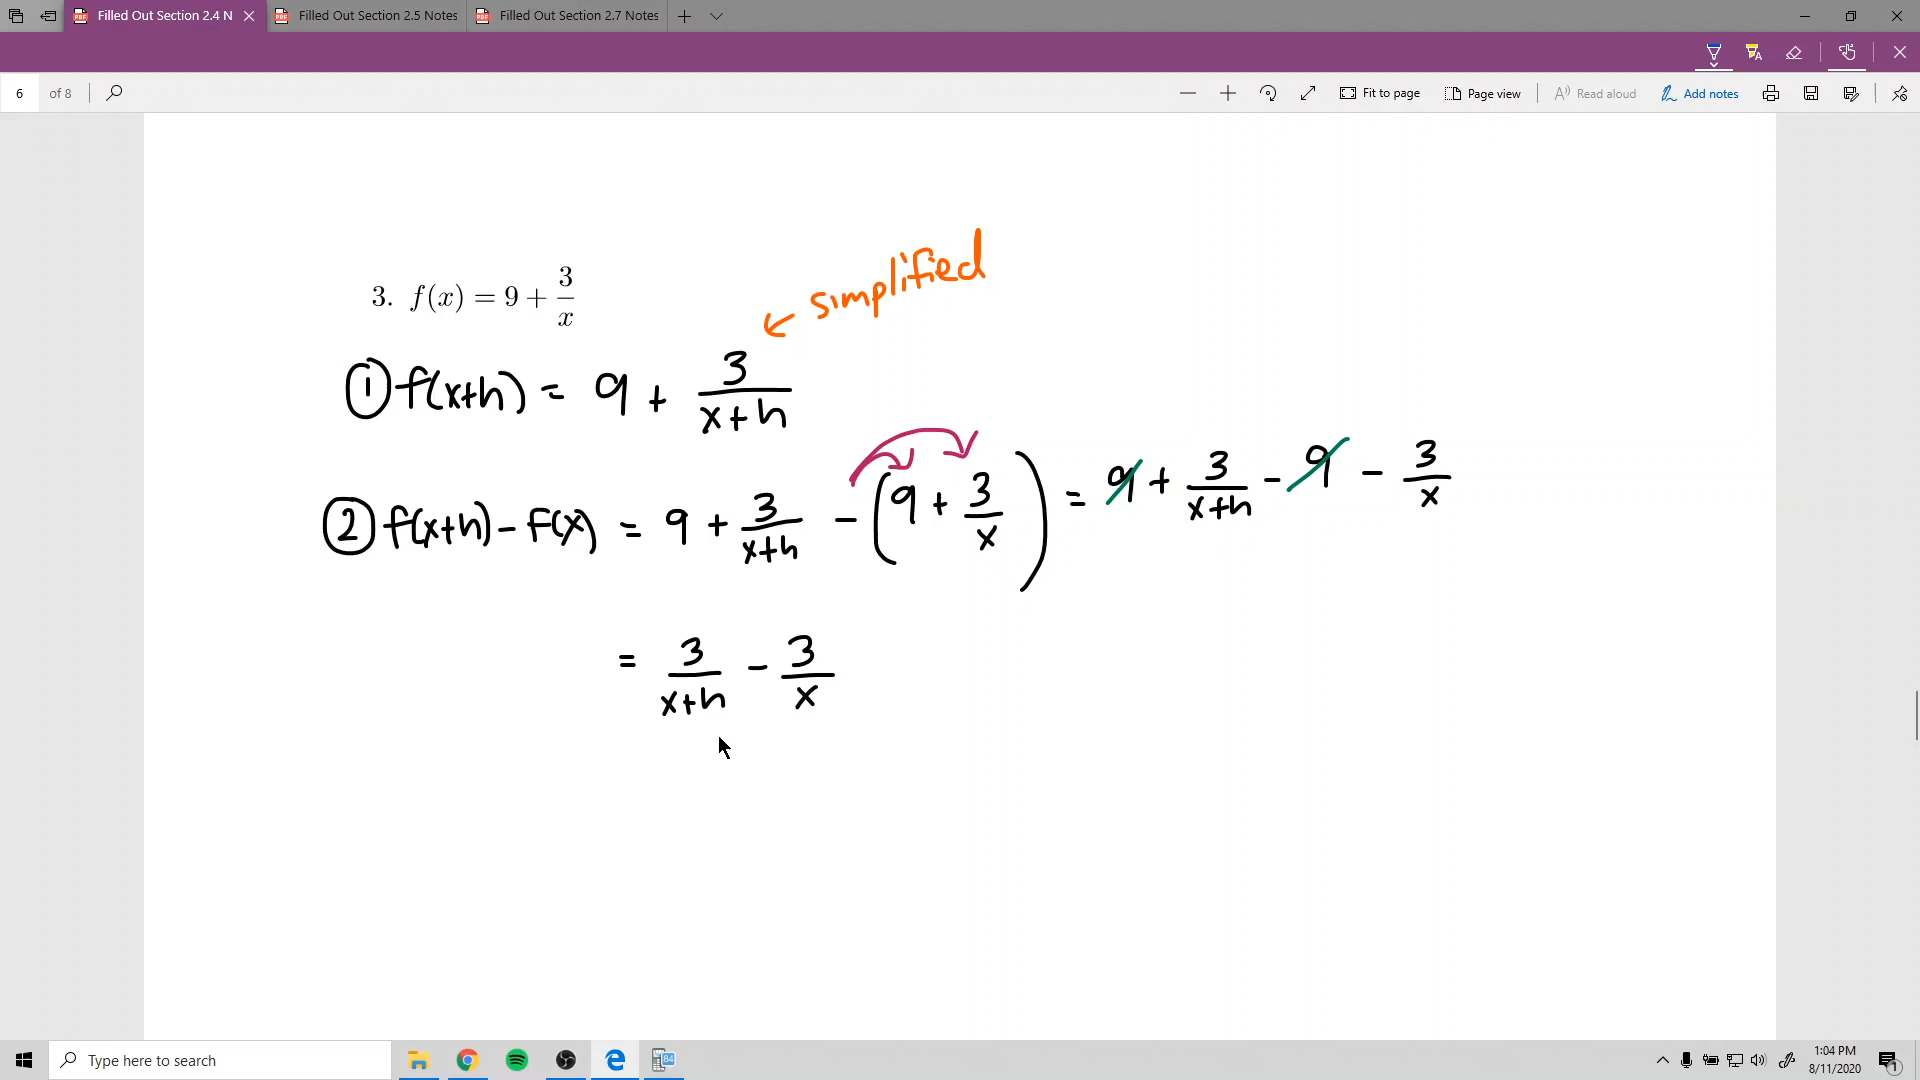 Filled Out Section 2.4 N
Filled Out Section 2.5 Notes
Filled Out Section 2.7 Notes
6 of 8
Fit to page
Page view
Read aloud
Add notes
3. f(x) = 9 + 3/x
simplified
① f(x+h) = 9 + 3/(x+h)
② f(x+h) - f(x) = 9 + 3/(x+h) - (9 + 3/x) = 9 + 3/(x+h) - 9 - 3/x
= 3/(x+h) - 3/x
Type here to search
84
1:04 PM
8/11/2020
1